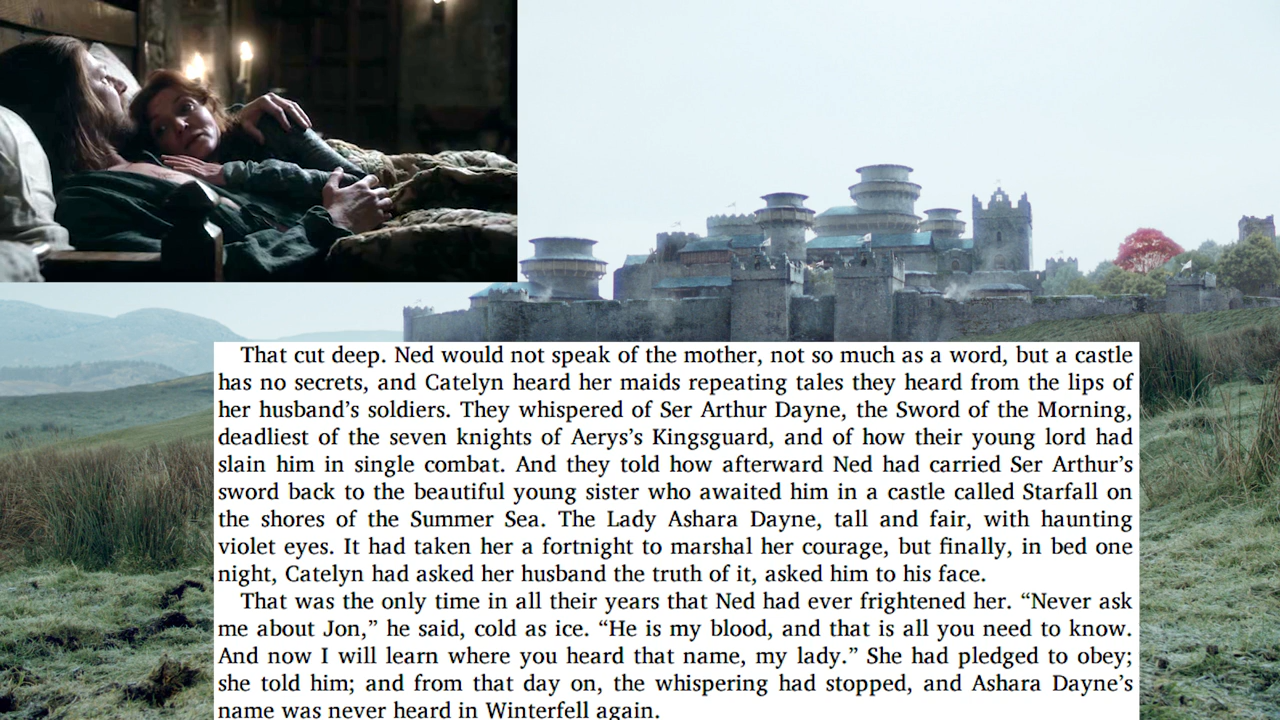 That cut deep. Ned would not speak of the mother, not so much as a word, but a castle
has no secrets, and Catelyn heard her maids repeating tales they heard from the lips of
her husband’s soldiers. They whispered of Ser Arthur Dayne, the Sword of the Morning,
deadliest of the seven knights of Aerys’s Kingsguard, and of how their young lord had
slain him in single combat. And they told how afterward Ned had carried Ser Arthur’s
sword back to the beautiful young sister who awaited him in a castle called Starfall on
the shores of the Summer Sea. The Lady Ashara Dayne, tall and fair, with haunting
violet eyes. It had taken her a fortnight to marshal her courage, but finally, in bed one
night, Catelyn had asked her husband the truth of it, asked him to his face.
That was the only time in all their years that Ned had ever frightened her. “Never ask
me about Jon,” he said, cold as ice. “He is my blood, and that is all you need to know.
And now I will learn where you heard that name, my lady.” She had pledged to obey;
she told him; and from that day on, the whispering had stopped, and Ashara Dayne’s
name was never heard in Winterfell again.